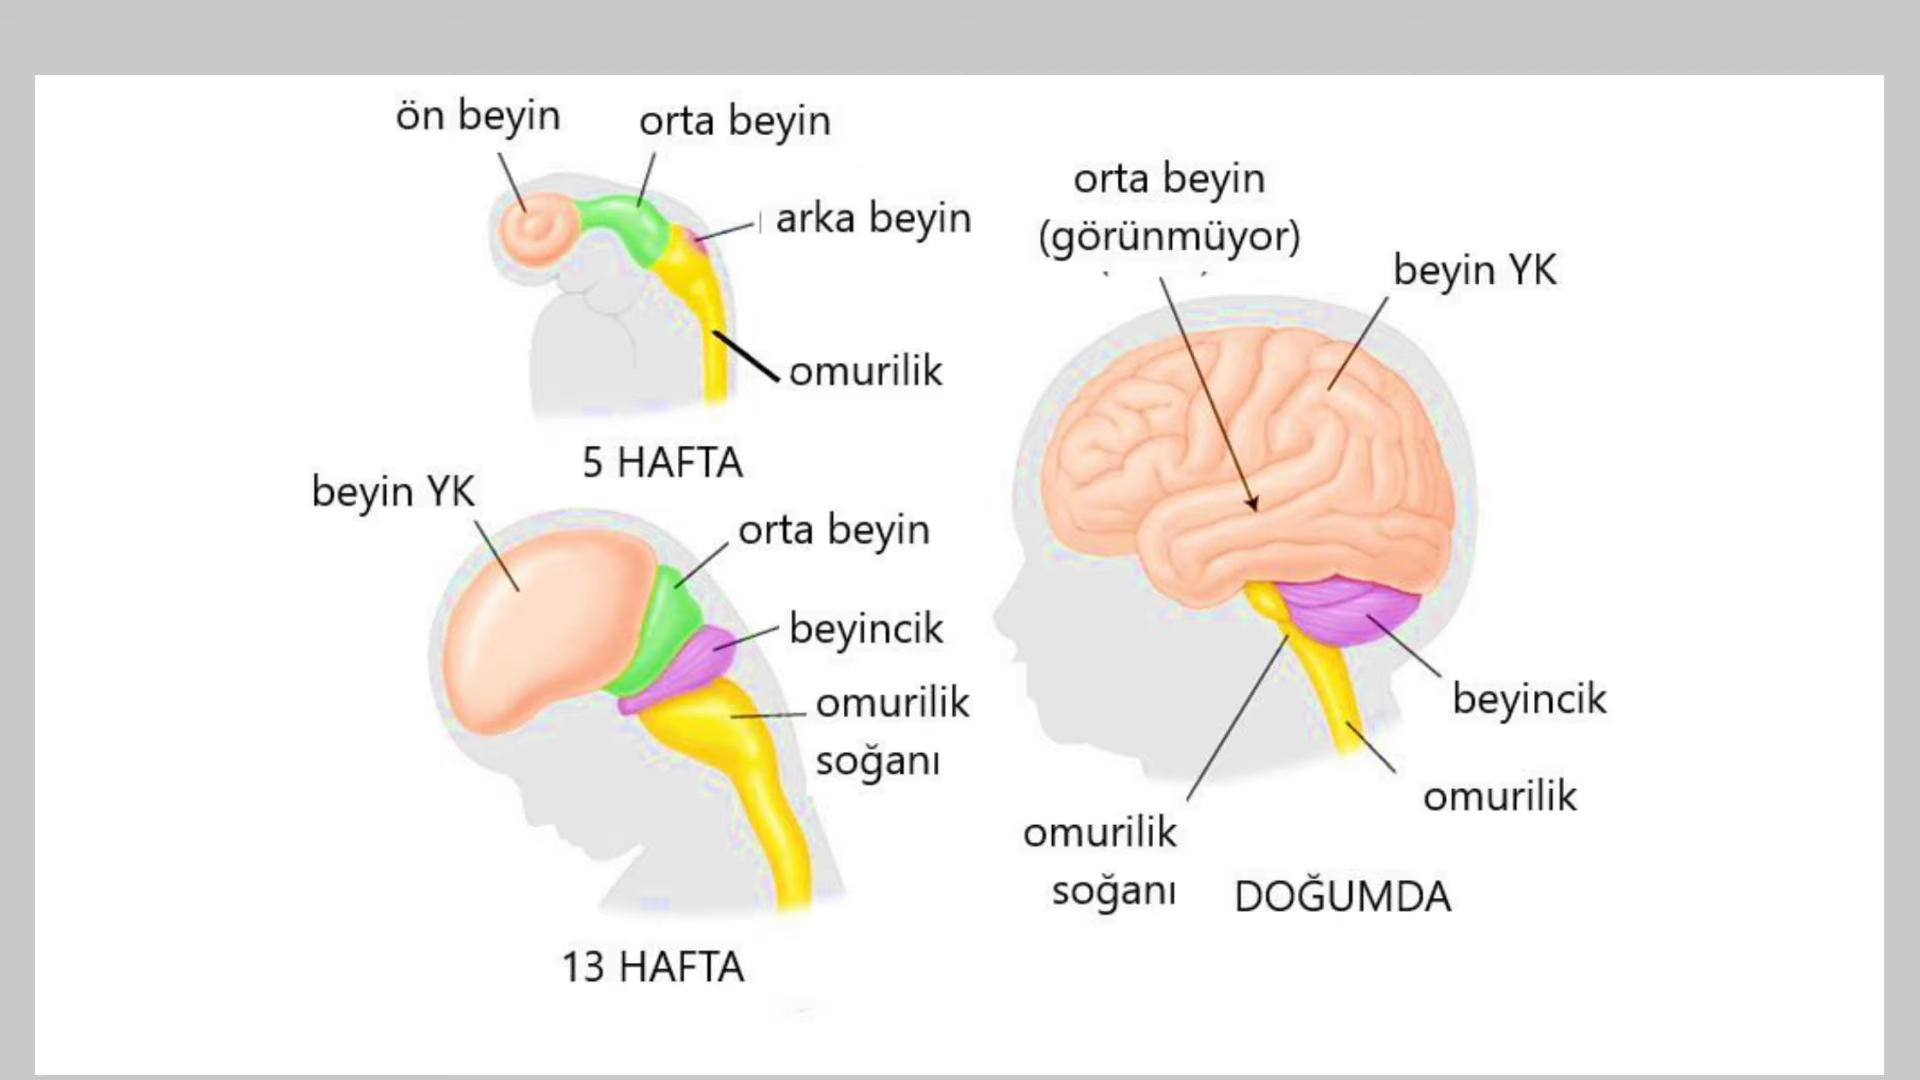 ön beyin
orta beyin
arka beyin
omurilik
5 HAFTA
beyin YK
orta beyin
beyincik
omurilik
soğanı
13 HAFTA
orta beyin
(görünmüyor)
beyin YK
beyincik
omurilik
omurilik
soğanı
DOĞUMDA